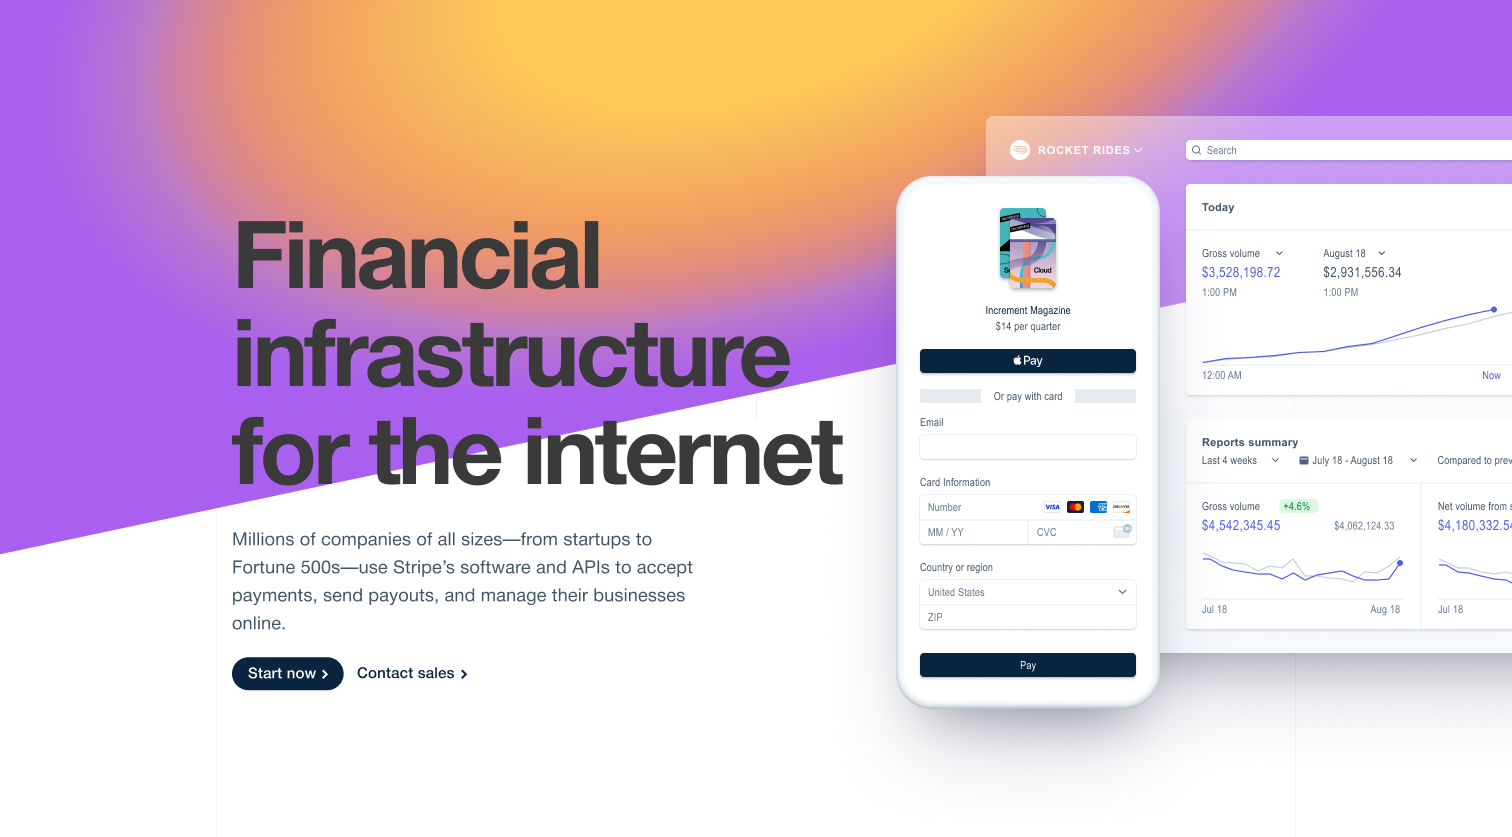 Financial
infrastructure
for the internet
Millions of companies of all sizes—from startups to
Fortune 500s—use Stripe’s software and APIs to accept
payments, send payouts, and manage their businesses
online.
Start now
Contact sales
Cloud
Increment Magazine
$14 per quarter
Pay
Or pay with card
Email
Card Information
Number
VISA
DISCOVER
MM / YY
CVC
Country or region
United States
ZIP
Pay
ROCKET RIDES
Search
Today
Gross volume
August 18
$3,528,198.72
$2,931,556.34
1:00 PM
1:00 PM
12:00 AM
Now
Reports summary
Last 4 weeks
July 18 - August 18
Compared to prev
Gross volume
+4.6%
$4,542,345.45
$4,062,124.33
Jul 18
Aug 18
Net volume from s
$4,180,332.54
Jul 18